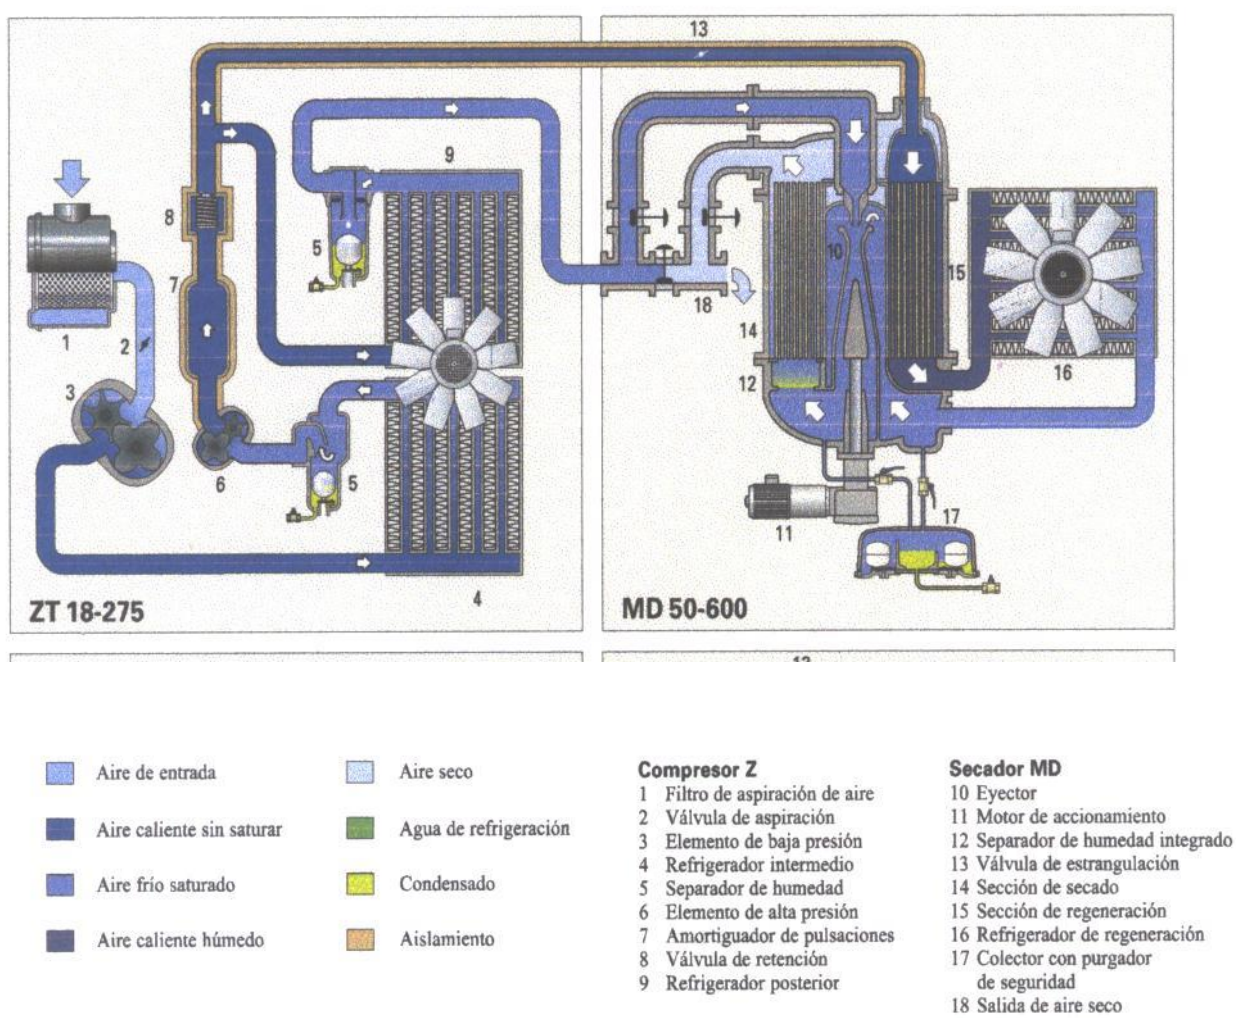 13
9
8
5
10
7
15
18
1
2
14
16
3
12
6
5
11
17
4
ZT 18-275
MD 50-600
Aire de entrada
Aire caliente sin saturar
Aire frío saturado
Aire caliente húmedo
Aire seco
Agua de refrigeración
Condensado
Aislamiento
Compresor Z
1 Filtro de aspiración de aire
2 Válvula de aspiración
3 Elemento de baja presión
4 Refrigerador intermedio
5 Separador de humedad
6 Elemento de alta presión
7 Amortiguador de pulsaciones
8 Válvula de retención
9 Refrigerador posterior
Secador MD
10 Eyector
11 Motor de accionamiento
12 Separador de humedad integrado
13 Válvula de estrangulación
14 Sección de secado
15 Sección de regeneración
16 Refrigerador de regeneración
17 Colector con purgador
de seguridad
18 Salida de aire seco